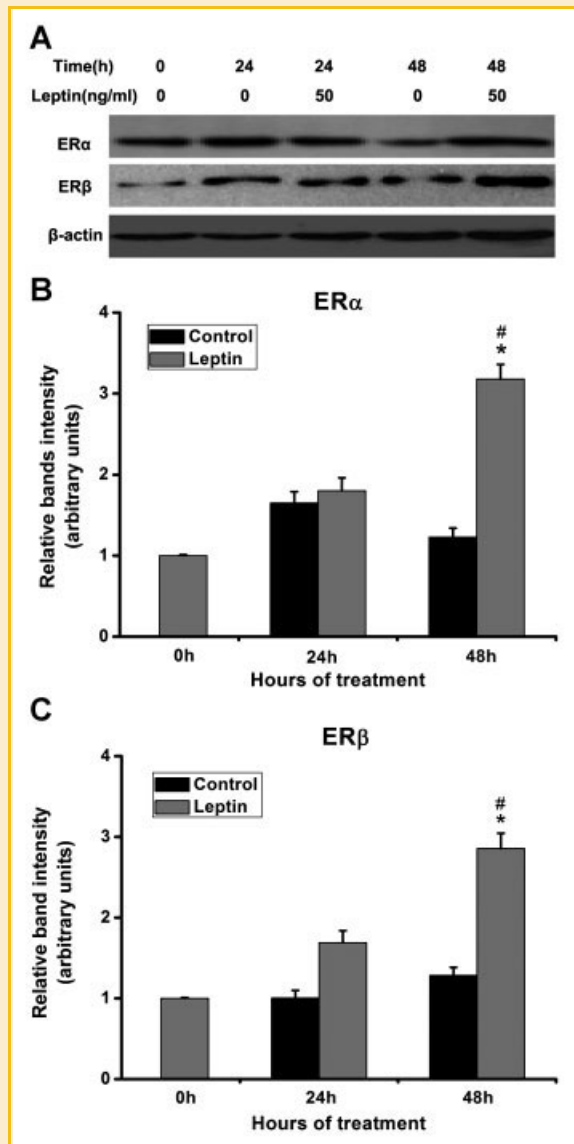 A
Time(h) 0 24 24 48 48
Leptin(ng/ml) 0 0 50 0 50
ERα
ERβ
β-actin
B
ERα
4
3
2
1
0
Relative bands intensity
(arbitrary units)
Control
Leptin
#
*
0h 24h 48h
Hours of treatment
C
ERβ
4
3
2
1
0
Relative band intensity
(arbitrary units)
Control
Leptin
#
*
0h 24h 48h
Hours of treatment